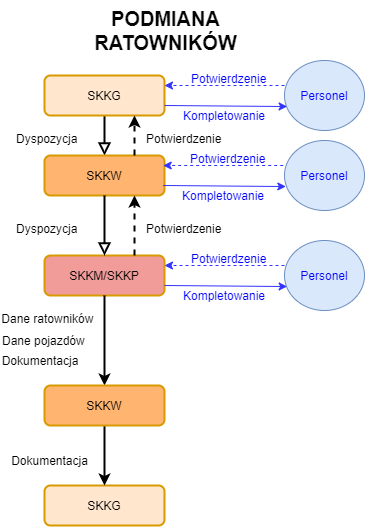 PODMIANA
RATOWNIKÓW
Potwierdzenie
SKKG
Personel
Kompletowanie
Dyspozycja
Potwierdzenie
Potwierdzenie
SKKW
Personel
Kompletowanie
Dyspozycja
Potwierdzenie
Potwierdzenie
SKKM/SKKP
Personel
Kompletowanie
Dane ratowników
Dane pojazdów
Dokumentacja
SKKW
Dokumentacja
SKKG